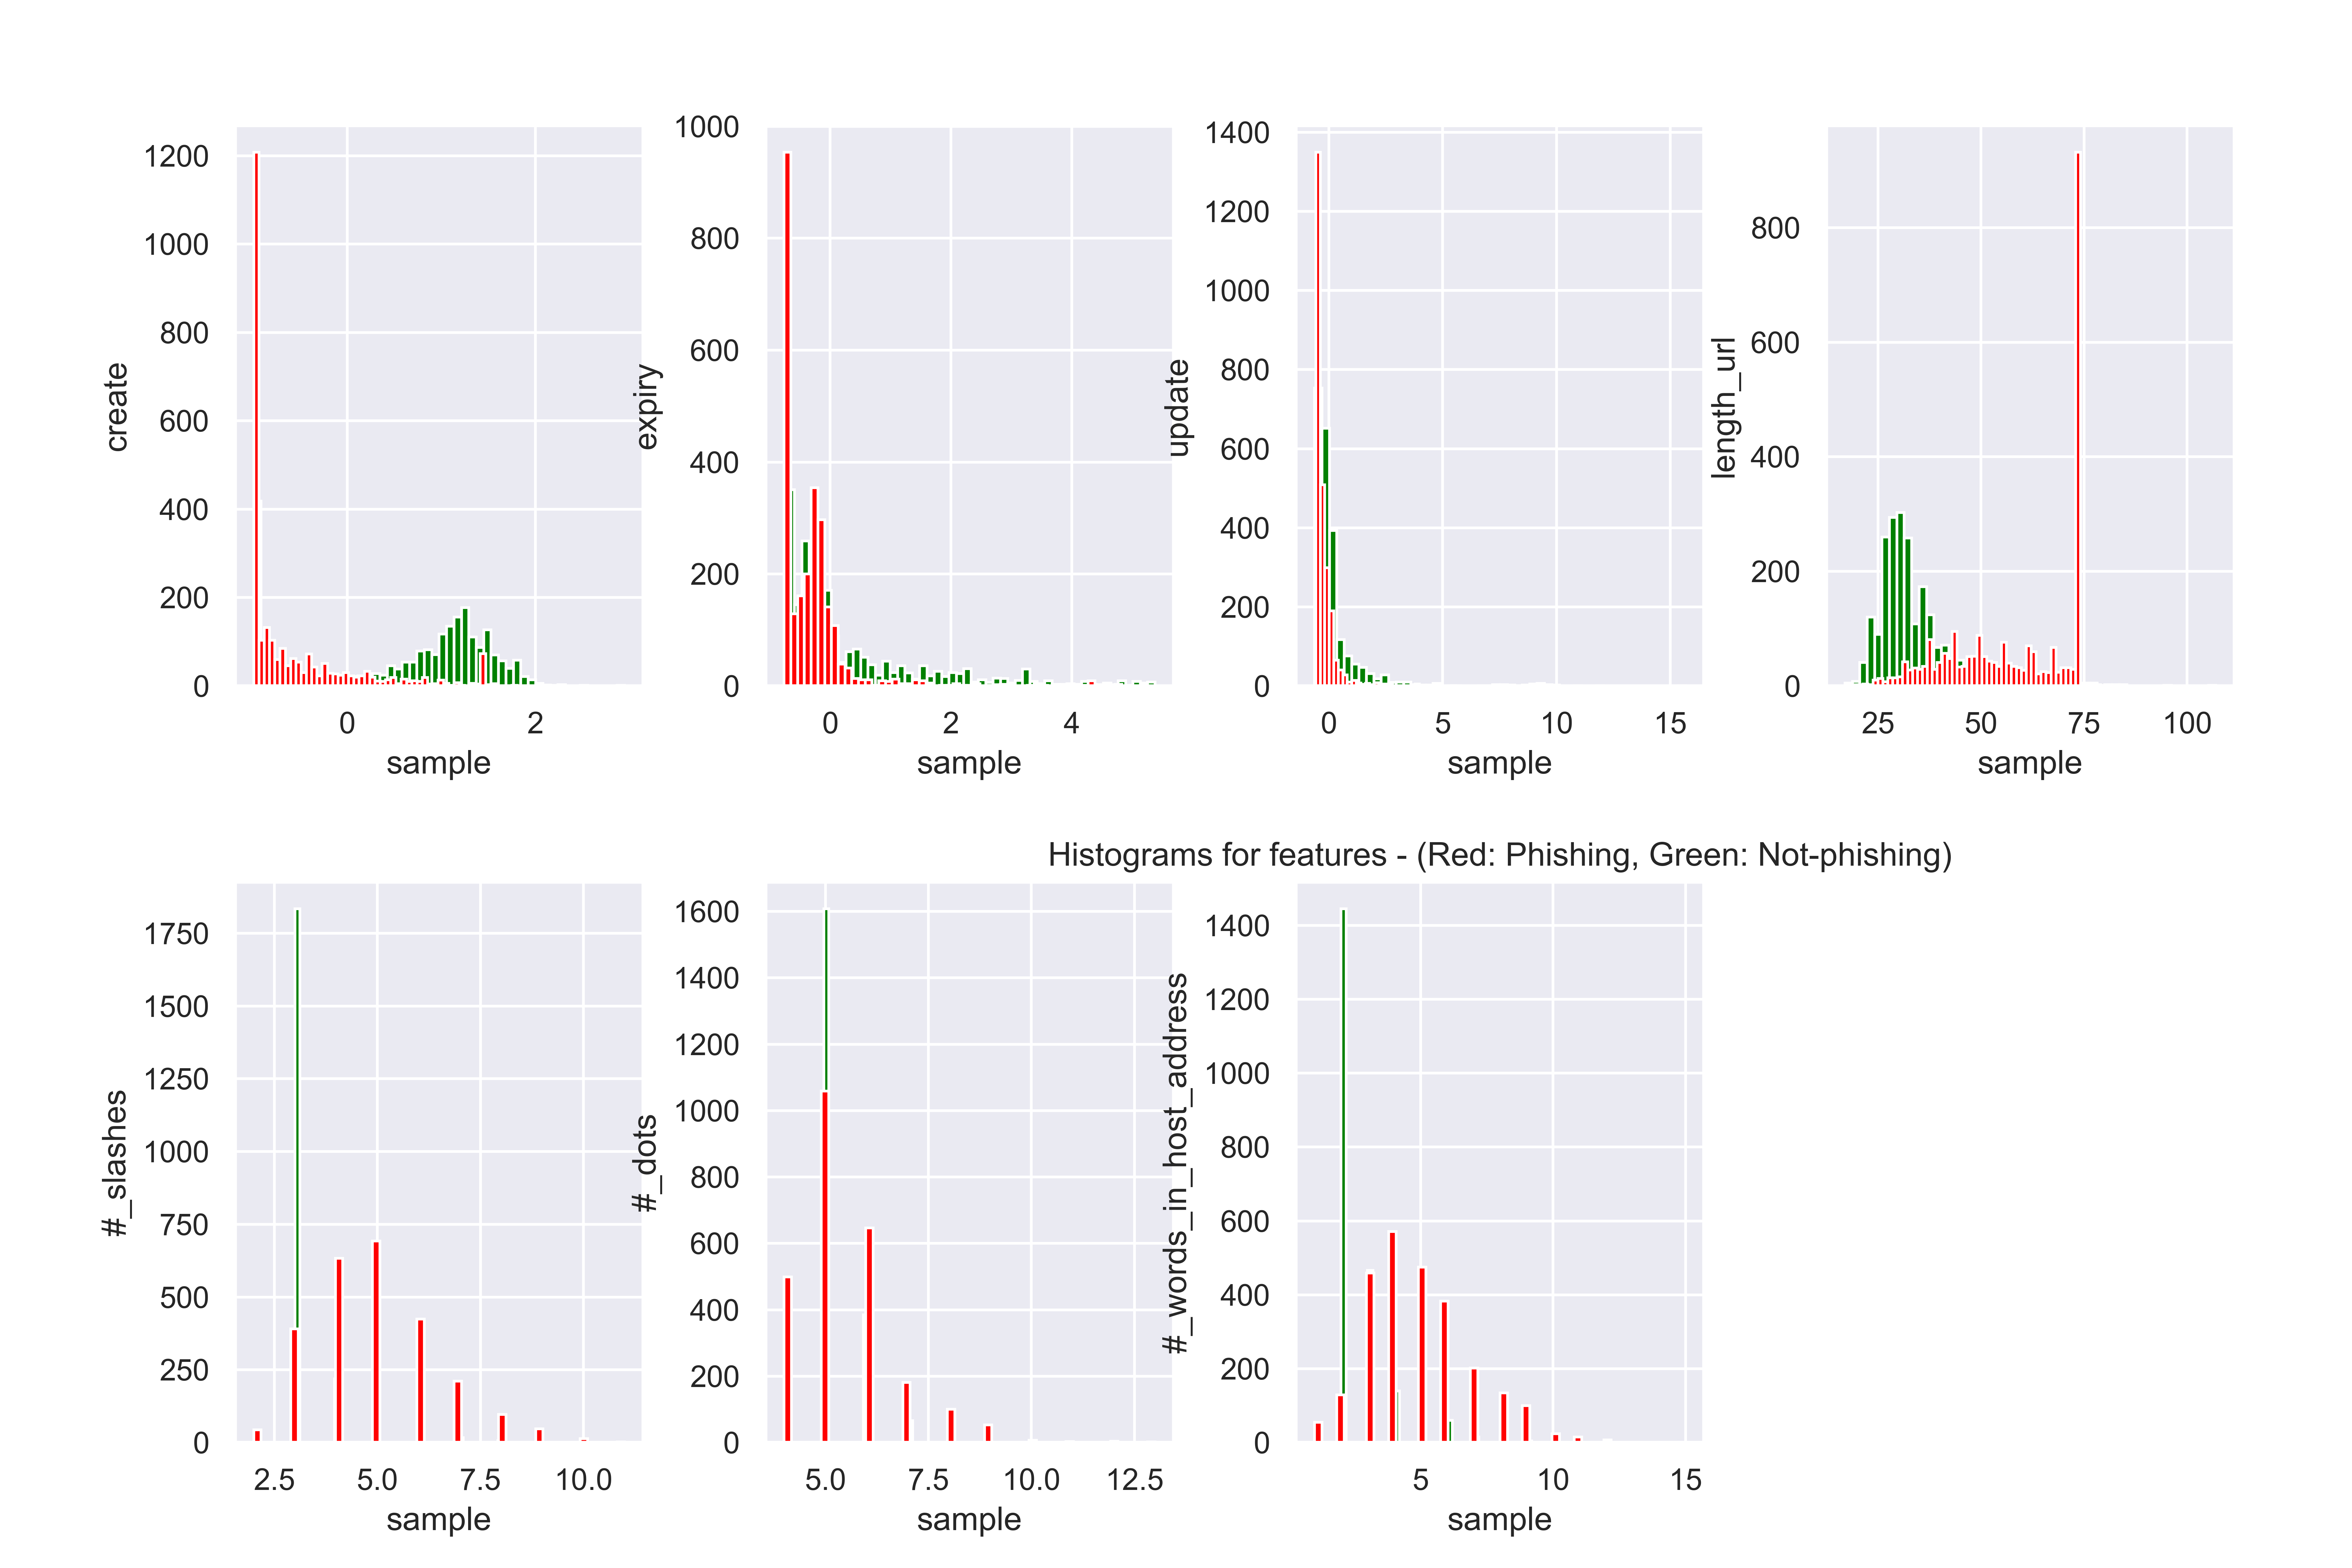 create
1200
1000
800
600
400
200
0
0 2
sample
expiry
1000
800
600
400
200
0
0 2 4
sample
update
1400
1200
1000
800
600
400
200
0
0 5 10 15
sample
length_url
800
600
400
200
0
25 50 75 100
sample
#_slashes
1750
1500
1250
1000
750
500
250
0
2.5 5.0 7.5 10.0
sample
#_dots
1600
1400
1200
1000
800
600
400
200
0
5.0 7.5 10.0 12.5
sample
Histograms for features - (Red: Phishing, Green: Not-phishing)
#_words_in_host_address
1400
1200
1000
800
600
400
200
0
5 10 15
sample